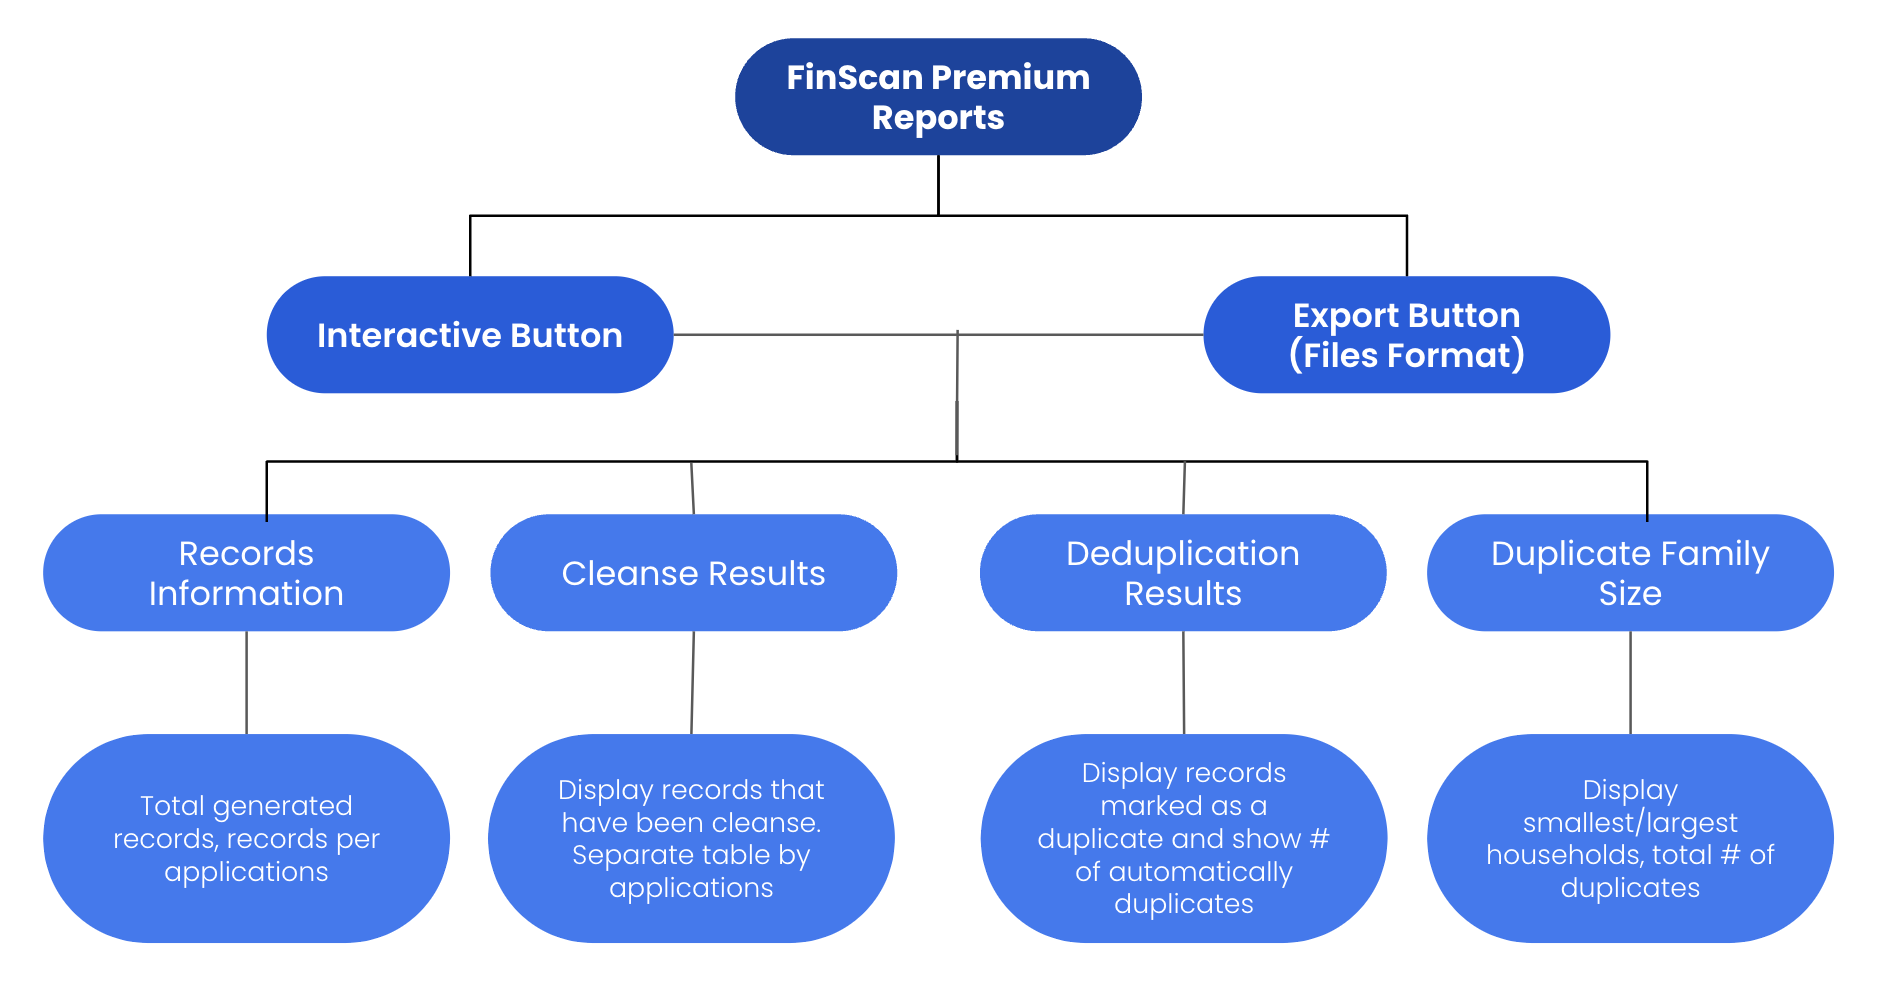 FinScan Premium
Reports
Interactive Button
Export Button
(Files Format)
Records
Information
Cleanse Results
Deduplication
Results
Duplicate Family
Size
Total generated
records, records per
applications
Display records that
have been cleanse.
Separate table by
applications
Display records
marked as a
duplicate and show #
of automatically
duplicates
Display
smallest/largest
households, total # of
duplicates